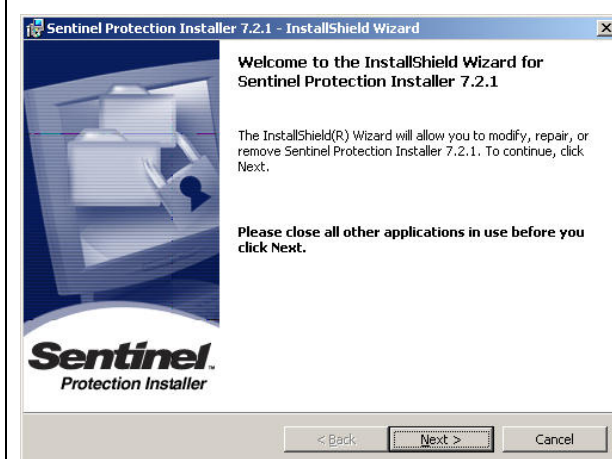 Sentinel Protection Installer 7.2.1 - InstallShield Wizard
Welcome to the InstallShield Wizard for
Sentinel Protection Installer 7.2.1
The InstallShield(R) Wizard will allow you to modify, repair, or
remove Sentinel Protection Installer 7.2.1. To continue, click
Next.
Please close all other applications in use before you
click Next.
Sentinel™
Protection Installer
< Back
Next >
Cancel